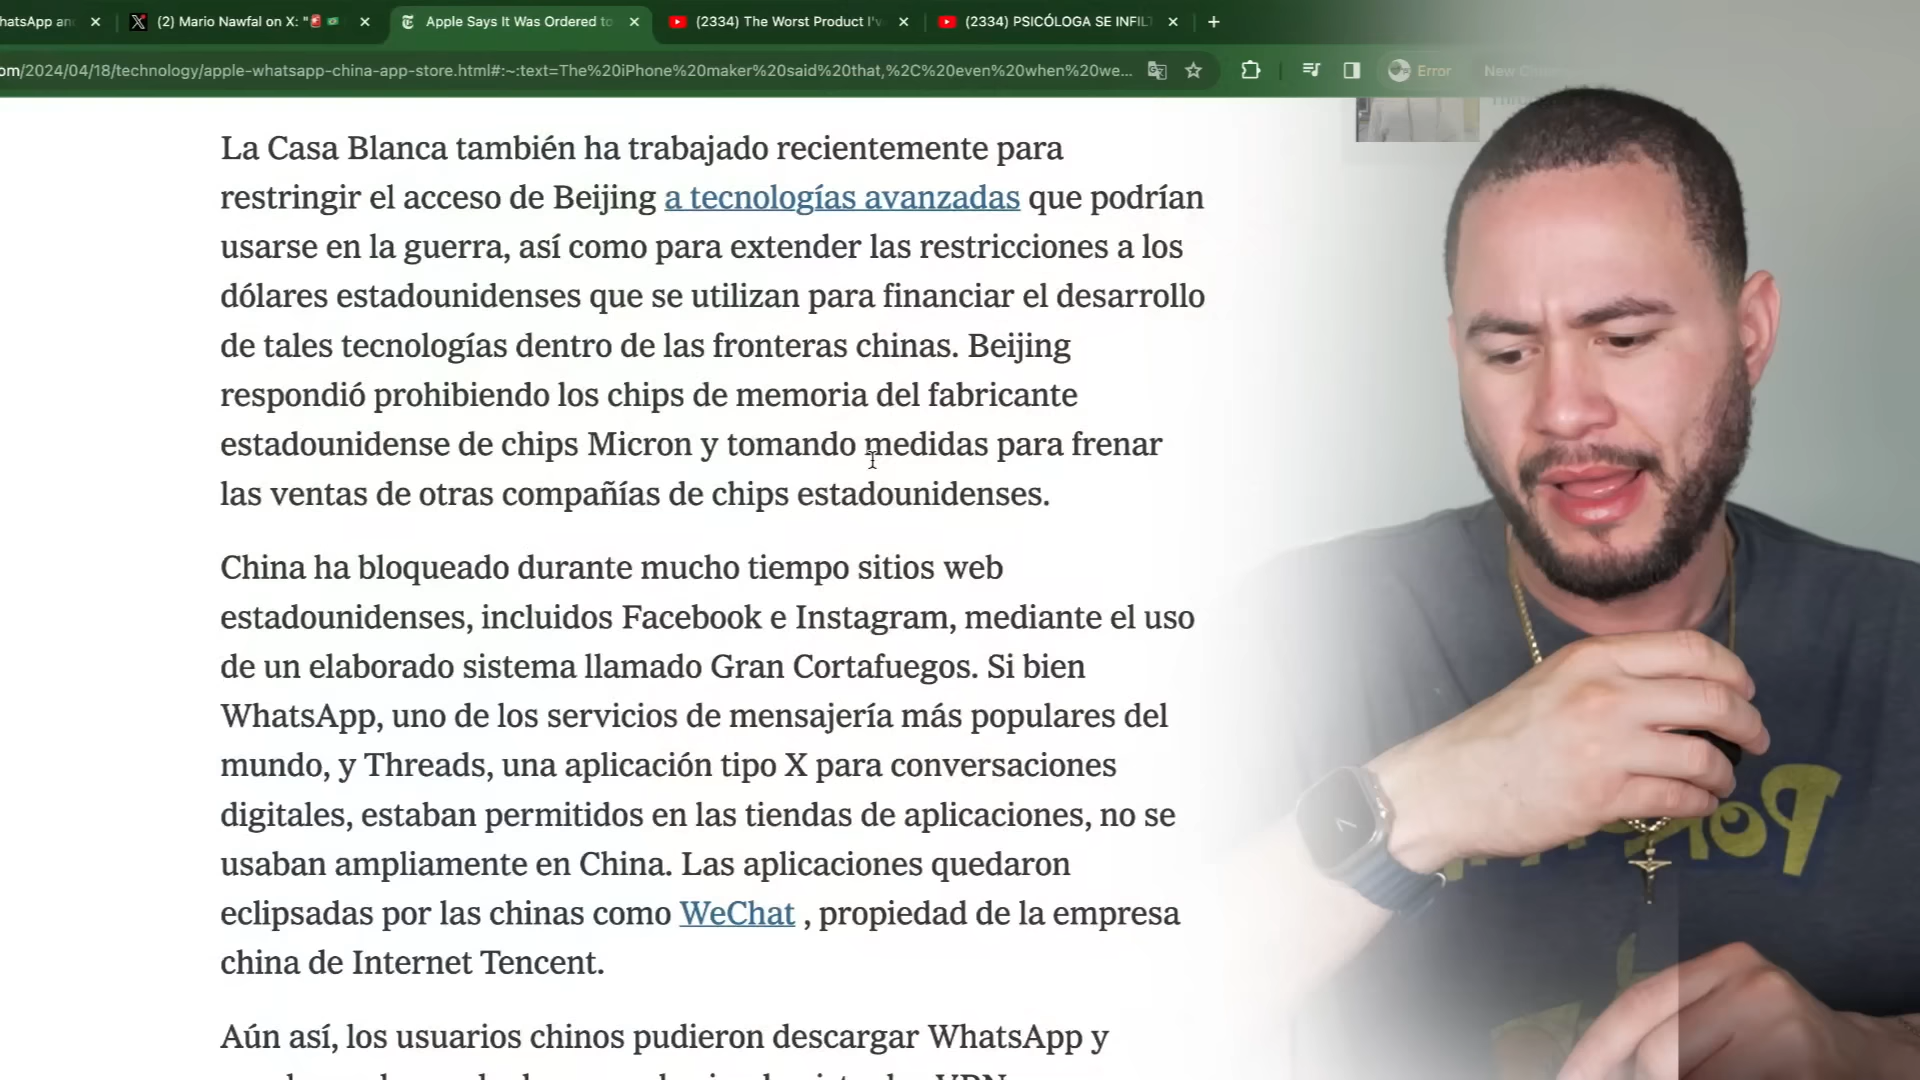 hatsApp an
(2) Mario Nawfal on X: "
Apple Says It Was Ordered to
(2334) The Worst Product I'v
(2334) PSICÓLOGA SE INFIL
om/2024/04/18/technology/apple-whatsapp-china-app-store.html#:~:text=The%20iPhone%20maker%20said%20that,%2C%20even%20when%20we...
Error
New
La Casa Blanca también ha trabajado recientemente para
restringir el acceso de Beijing a tecnologías avanzadas que podrían
usarse en la guerra, así como para extender las restricciones a los
dólares estadounidenses que se utilizan para financiar el desarrollo
de tales tecnologías dentro de las fronteras chinas. Beijing
respondió prohibiendo los chips de memoria del fabricante
estadounidense de chips Micron y tomando medidas para frenar
las ventas de otras compañías de chips estadounidenses.
China ha bloqueado durante mucho tiempo sitios web
estadounidenses, incluidos Facebook e Instagram, mediante el uso
de un elaborado sistema llamado Gran Cortafuegos. Si bien
WhatsApp, uno de los servicios de mensajería más populares del
mundo, y Threads, una aplicación tipo X para conversaciones
digitales, estaban permitidos en las tiendas de aplicaciones, no se
usaban ampliamente en China. Las aplicaciones quedaron
eclipsadas por las chinas como WeChat , propiedad de la empresa
china de Internet Tencent.
Aún así, los usuarios chinos pudieron descargar WhatsApp y